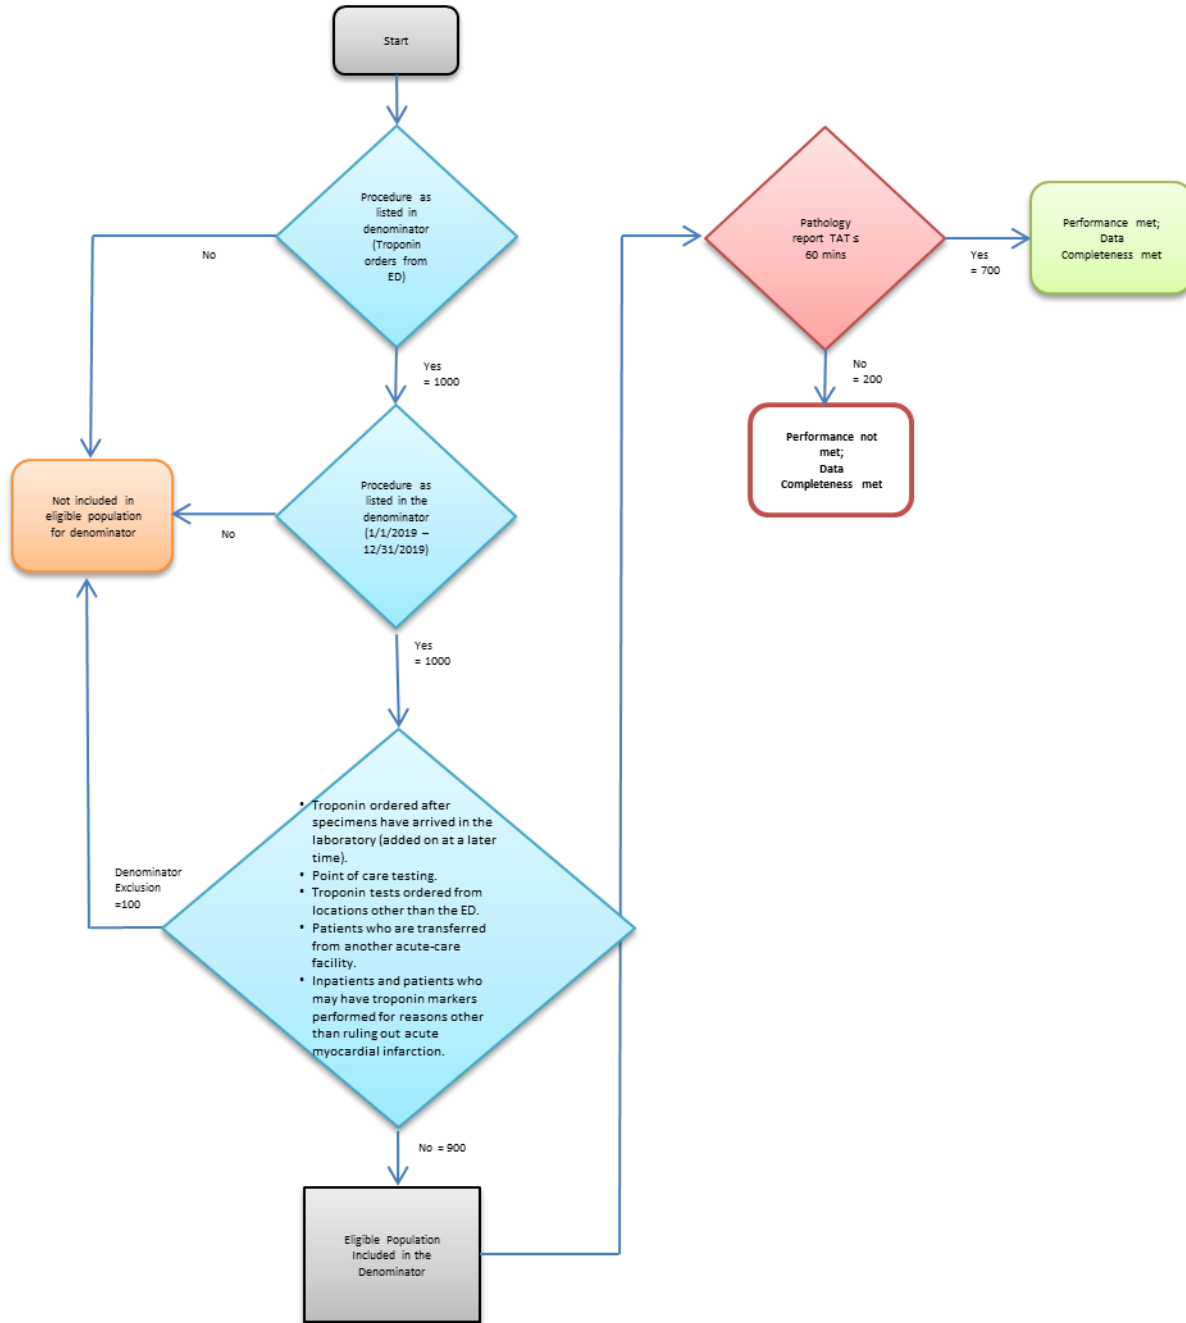 Start
Procedure as
listed in
denominator
(Troponin
orders from
ED)
No
Yes
= 1000
Procedure as
listed in the
denominator
(1/1/2019 –
12/31/2019)
No
Not included in
eligible population
for denominator
Yes
= 1000
• Troponin ordered after
specimens have arrived in the
laboratory (added on at a later
time).
• Point of care testing.
• Troponin tests ordered from
locations other than the ED.
• Patients who are transferred
from another acute-care
facility.
• Inpatients and patients who
may have troponin markers
performed for reasons other
than ruling out acute
myocardial infarction.
Denominator
Exclusion
=100
No = 900
Eligible Population
Included in the
Denominator
Pathology
report TAT ≤
60 mins
Yes
= 700
Performance met;
Data
Completeness met
No
= 200
Performance not
met;
Data
Completeness met